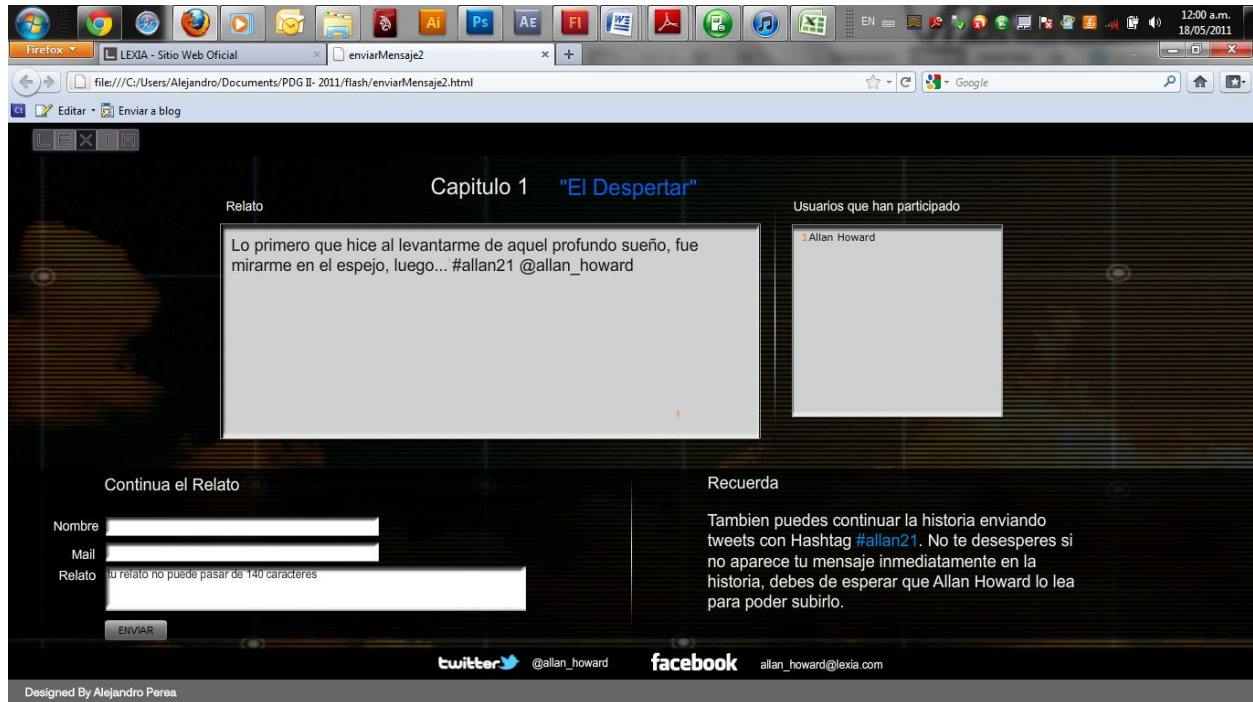 Ai Ps AE Fl
EN
12:00 a.m.
18/05/2011
Firefox
LEXIA - Sitio Web Oficial
enviarMensaje2
file:///C:/Users/Alejandro/Documents/PDG II- 2011/flash/enviarMensaje2.html
Google
Ct Editar Enviar a blog
LEXIA
Capitulo 1 "El Despertar"
Relato
Usuarios que han participado
Lo primero que hice al levantarme de aquel profundo sueño, fue
mirarme en el espejo, luego... #allan21 @allan_howard
1
1 Allan Howard
Continua el Relato
Nombre
Mail
Relato tu relato no puede pasar de 140 caracteres
ENVIAR
Recuerda
Tambien puedes continuar la historia enviando
tweets con Hashtag #allan21. No te desesperes si
no aparece tu mensaje inmediatamente en la
historia, debes de esperar que Allan Howard lo lea
para poder subirlo.
twitter @allan_howard facebook allan_howard@lexia.com
Designed By Alejandro Perea